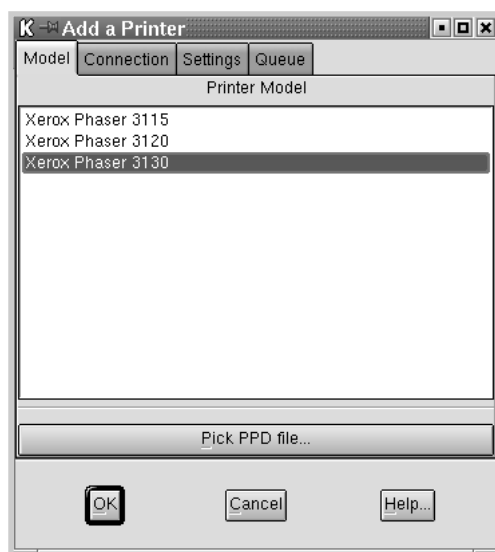 K Add a Printer
Model Connection Settings Queue
Printer Model
Xerox Phaser 3115
Xerox Phaser 3120
Xerox Phaser 3130
Pick PPD file...
OK Cancel Help...